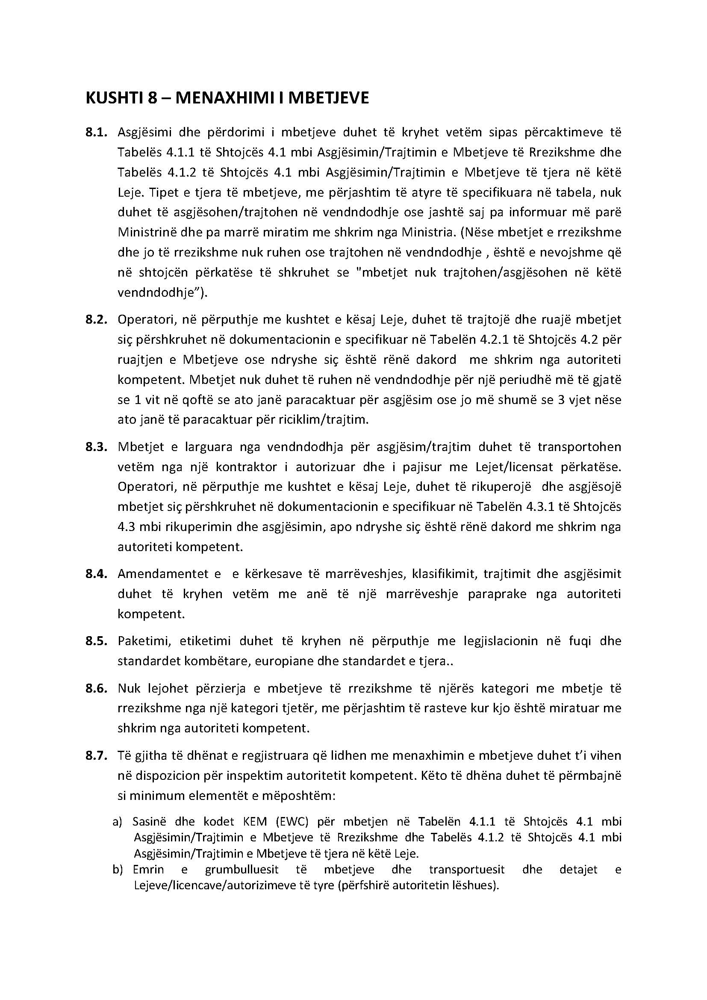 KUSHTI 8 – MENAXHIMI I MBETJEVE
8.1. Asgjësimi dhe përdorimi i mbetjeve duhet të kryhet vetëm sipas përcaktimeve të
Tabelës 4.1.1 të Shtojcës 4.1 mbi Asgjësimin/Trajtimin e Mbetjeve të Rrezikshme dhe
Tabelës 4.1.2 të Shtojcës 4.1 mbi Asgjësimin/Trajtimin e Mbetjeve të tjera në këtë
Leje. Tipet e tjera të mbetjeve, me përjashtim të atyre të specifikuara në tabela, nuk
duhet të asgjësohen/trajtohen në vendndodhje ose jashtë saj pa informuar më parë
Ministrinë dhe pa marrë miratim me shkrim nga Ministria. (Nëse mbetjet e rrezikshme
dhe jo të rrezikshme nuk ruhen ose trajtohen në vendndodhje , është e nevojshme që
në shtojcën përkatëse të shkruhet se "mbetjet nuk trajtohen/asgjësohen në këtë
vendndodhje”).
8.2. Operatori, në përputhje me kushtet e kësaj Leje, duhet të trajtojë dhe ruajë mbetjet
siç përshkruhet në dokumentacionin e specifikuar në Tabelën 4.2.1 të Shtojcës 4.2 për
ruajtjen e Mbetjeve ose ndryshe siç është rënë dakord me shkrim nga autoriteti
kompetent. Mbetjet nuk duhet të ruhen në vendndodhje për një periudhë më të gjatë
se 1 vit në qoftë se ato janë paracaktuar për asgjësim ose jo më shumë se 3 vjet nëse
ato janë të paracaktuar për riciklim/trajtim.
8.3. Mbetjet e larguara nga vendndodhja për asgjësim/trajtim duhet të transportohen
vetëm nga një kontraktor i autorizuar dhe i pajisur me Lejet/licensat përkatëse.
Operatori, në përputhje me kushtet e kësaj Leje, duhet të rikuperojë dhe asgjësojë
mbetjet siç përshkruhet në dokumentacionin e specifikuar në Tabelën 4.3.1 të Shtojcës
4.3 mbi rikuperimin dhe asgjësimin, apo ndryshe siç është rënë dakord me shkrim nga
autoriteti kompetent.
8.4. Amendamentet e e kërkesave të marrëveshjes, klasifikimit, trajtimit dhe asgjësimit
duhet të kryhen vetëm me anë të një marrëveshje paraprake nga autoriteti
kompetent.
8.5. Paketimi, etiketimi duhet të kryhen në përputhje me legjislacionin në fuqi dhe
standardet kombëtare, europiane dhe standardet e tjera..
8.6. Nuk lejohet përzierja e mbetjeve të rrezikshme të njërës kategori me mbetje të
rrezikshme nga një kategori tjetër, me përjashtim të rasteve kur kjo është miratuar me
shkrim nga autoriteti kompetent.
8.7. Të gjitha të dhënat e regjistruara që lidhen me menaxhimin e mbetjeve duhet t’i vihen
në dispozicion për inspektim autoritetit kompetent. Këto të dhëna duhet të përmbajnë
si minimum elementët e mëposhtëm:
a) Sasinë dhe kodet KEM (EWC) për mbetjen në Tabelën 4.1.1 të Shtojcës 4.1 mbi
Asgjësimin/Trajtimin e Mbetjeve të Rrezikshme dhe Tabelës 4.1.2 të Shtojcës 4.1 mbi
Asgjësimin/Trajtimin e Mbetjeve të tjera në këtë Leje.
b) Emrin e grumbulluesit të mbetjeve dhe transportuesit dhe detajet e
Lejeve/licencave/autorizimeve të tyre (përfshirë autoritetin lëshues).